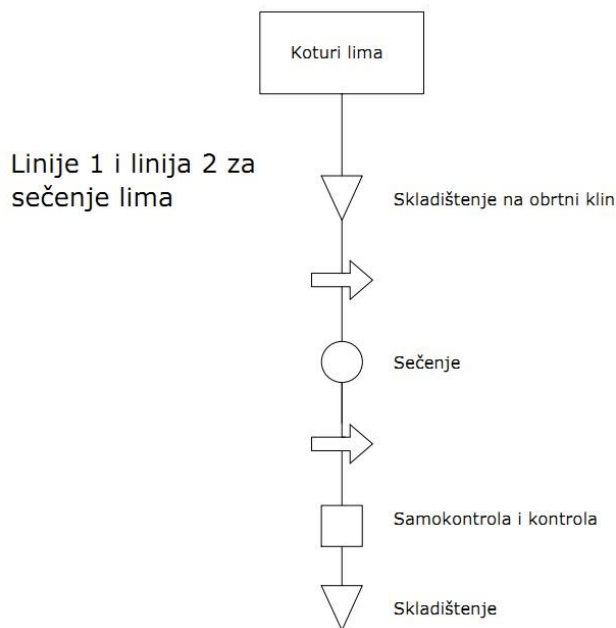 Koturi lima
Linije 1 i linija 2 za
sečenje lima
Skladištenje na obrtni klin
Sečenje
Samokontrola i kontrola
Skladištenje